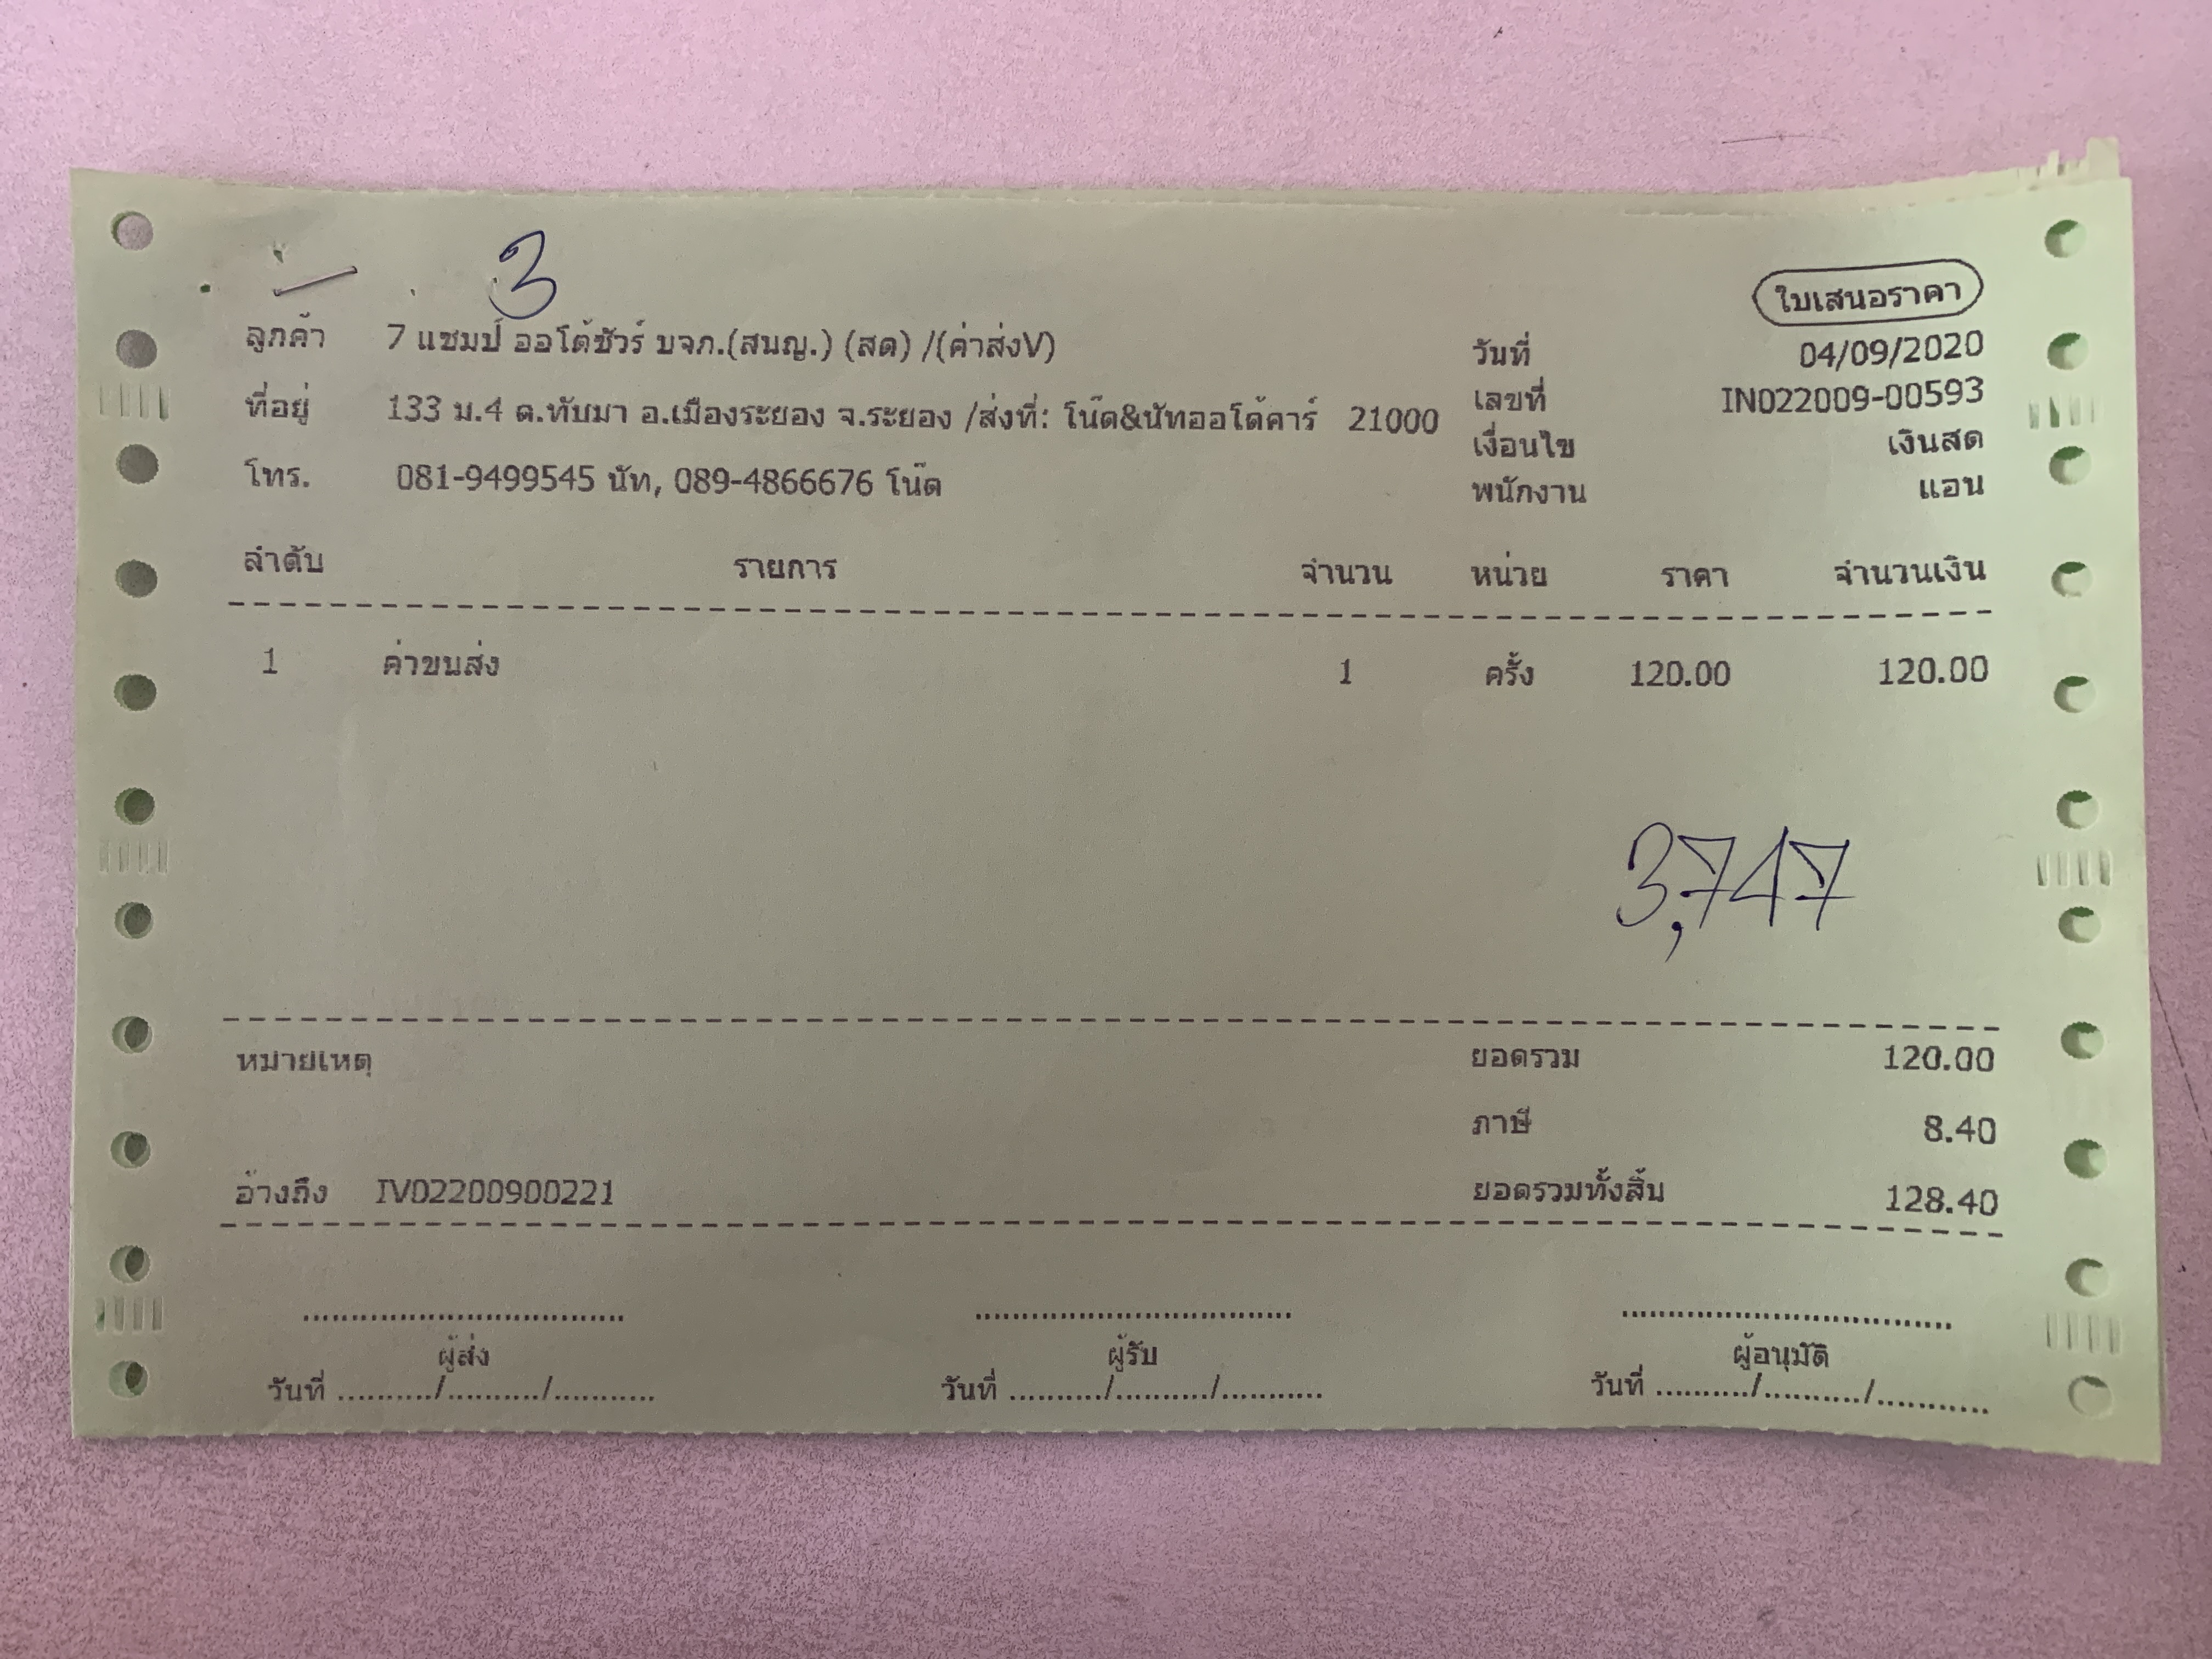 3
ใบเสนอราคา
ลูกค้า 7 แชมป์ ออโต้ชัวร์ บจก.(สนญ.) (สด) /(ค่าส่งV) วันที่ 04/09/2020
ที่อยู่ 133 ม.4 ต.ทับมา อ.เมืองระยอง จ.ระยอง /ส่งที่: โน๊ต&นัทออโต้คาร์ 21000 เลขที่ IN022009-00593
เงื่อนไข เงินสด
โทร. 081-9499545 นัท, 089-4866676 โน๊ต พนักงาน แอน
ลำดับ รายการ จำนวน หน่วย ราคา จำนวนเงิน
1 ค่าขนส่ง 1 ครั้ง 120.00 120.00
3,747
หมายเหตุ ยอดรวม 120.00
ภาษี 8.40
อ้างถึง IV02200900221 ยอดรวมทั้งสิ้น 128.40
ผู้ส่ง ผู้รับ ผู้อนุมัติ
วันที่ ........../........../........... วันที่ ........../........../........... วันที่ ........../........../...........